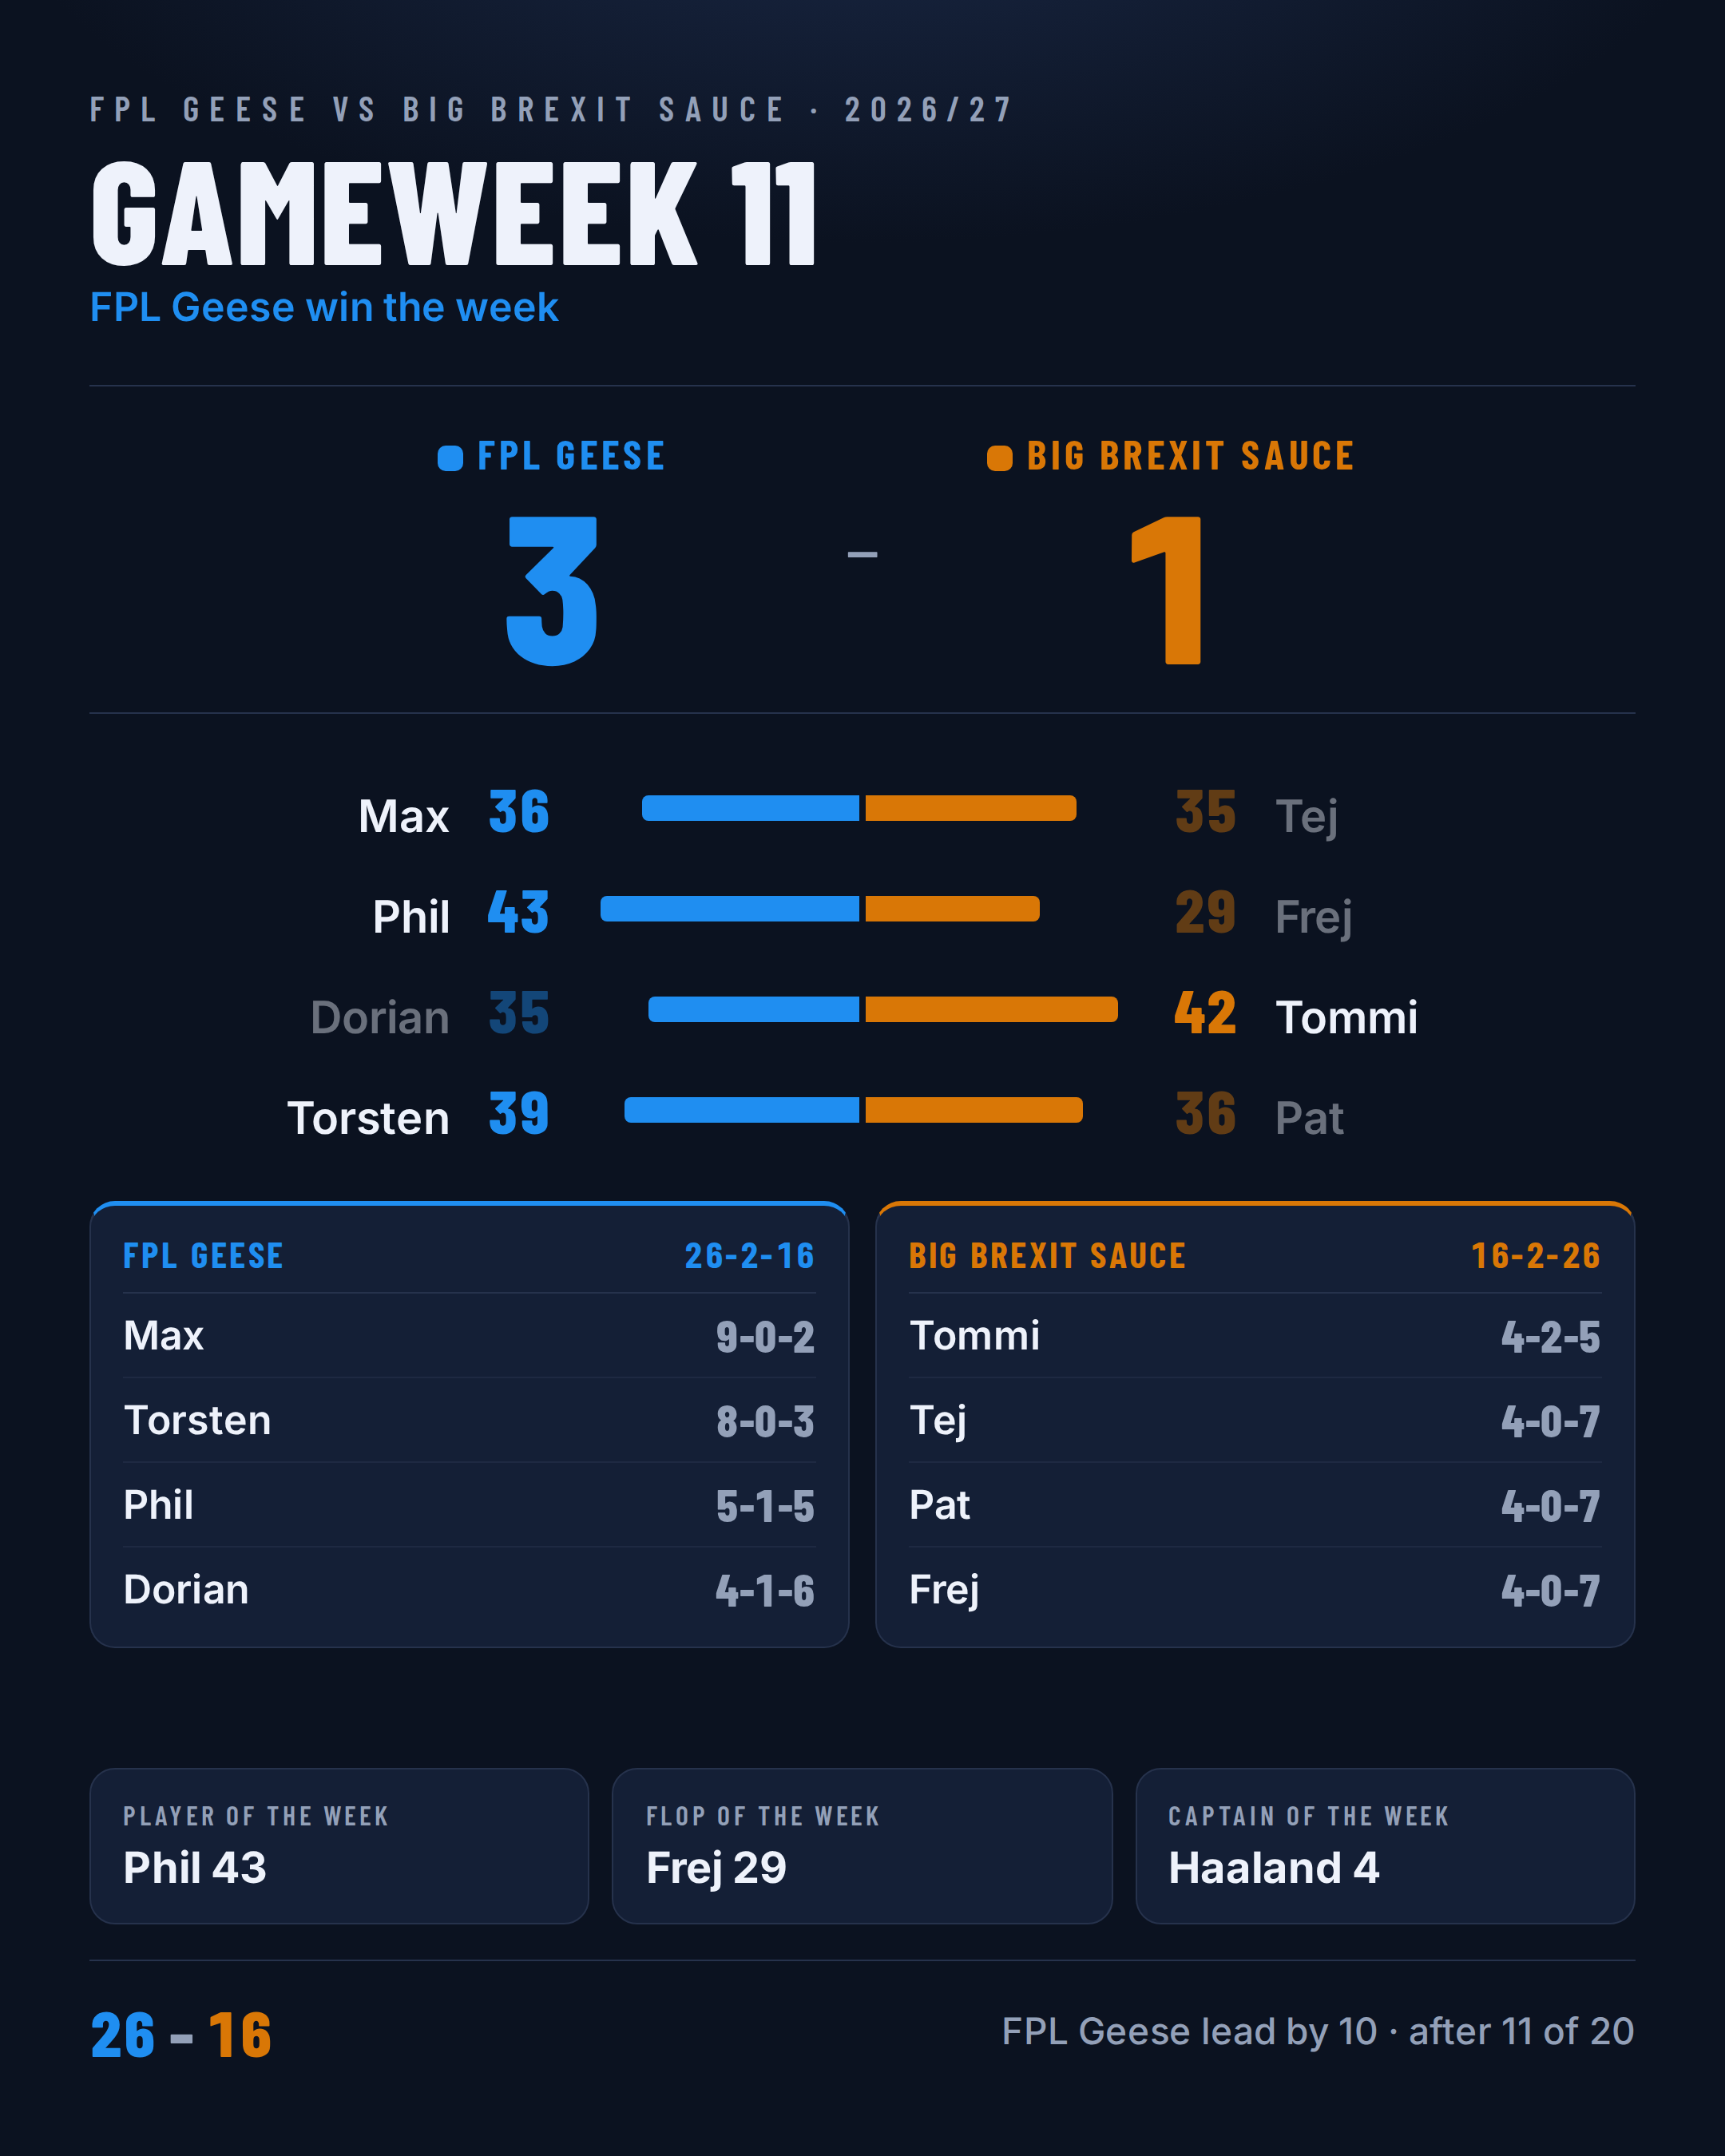 FPL GEESE VS BIG BREXIT SAUCE · 2026/27
GAMEWEEK 11
FPL Geese win the week
FPL GEESE
BIG BREXIT SAUCE
3 – 1
Max 36 35 Tej
Phil 43 29 Frej
Dorian 35 42 Tommi
Torsten 39 36 Pat
FPL GEESE 26-2-16
Max 9-0-2
Torsten 8-0-3
Phil 5-1-5
Dorian 4-1-6
BIG BREXIT SAUCE 16-2-26
Tommi 4-2-5
Tej 4-0-7
Pat 4-0-7
Frej 4-0-7
PLAYER OF THE WEEK
Phil 43
FLOP OF THE WEEK
Frej 29
CAPTAIN OF THE WEEK
Haaland 4
26 – 16
FPL Geese lead by 10 · after 11 of 20